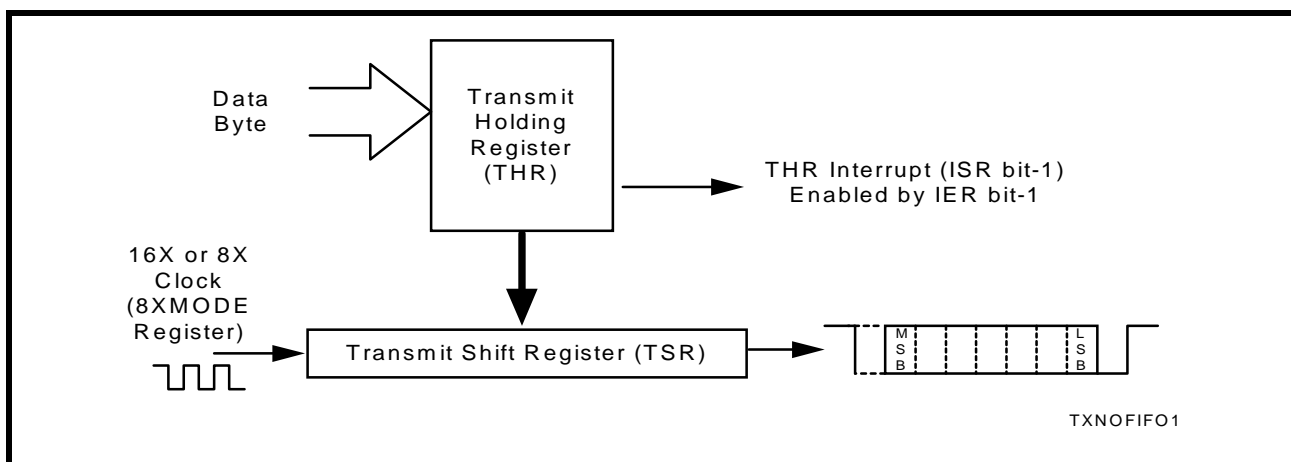 Data
Byte
Transmit
Holding
Register
(THR)
THR Interrupt (ISR bit-1)
Enabled by IER bit-1
16X or 8X
Clock
(8XMODE
Register)
Transmit Shift Register (TSR)
M
S
B
L
S
B
TXNOFIFO1